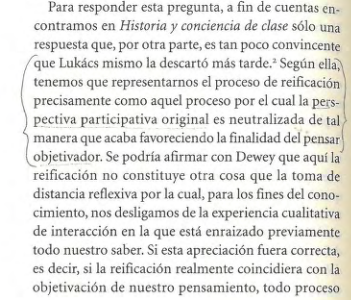 Para responder esta pregunta, a fin de cuentas en-
contramos en Historia y conciencia de clase sólo una
respuesta que, por otra parte, es tan poco convincente
que Lukács mismo la descartó más tarde.² Según ella,
tenemos que representarnos el proceso de reificación
precisamente como aquel proceso por el cual la pers-
pectiva participativa original es neutralizada de tal
manera que acaba favoreciendo la finalidad del pensar
objetivador. Se podría afirmar con Dewey que aquí la
reificación no constituye otra cosa que la toma de
distancia reflexiva por la cual, para los fines del cono-
cimiento, nos desligamos de la experiencia cualitativa
de interacción en la que está enraizado previamente
todo nuestro saber. Si esta apreciación fuera correcta,
es decir, si la reificación realmente coincidiera con la
objetivación de nuestro pensamiento, todo proceso